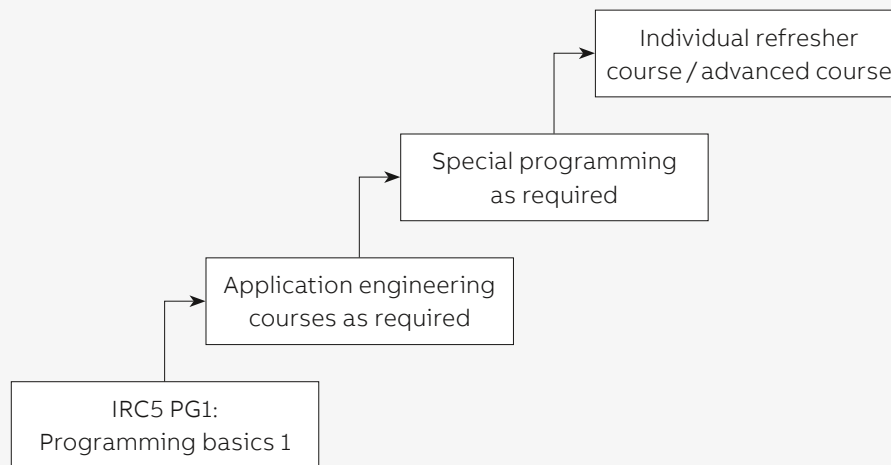 Individual refresher
course / advanced course
Special programming
as required
Application engineering
courses as required
IRC5 PG1:
Programming basics 1